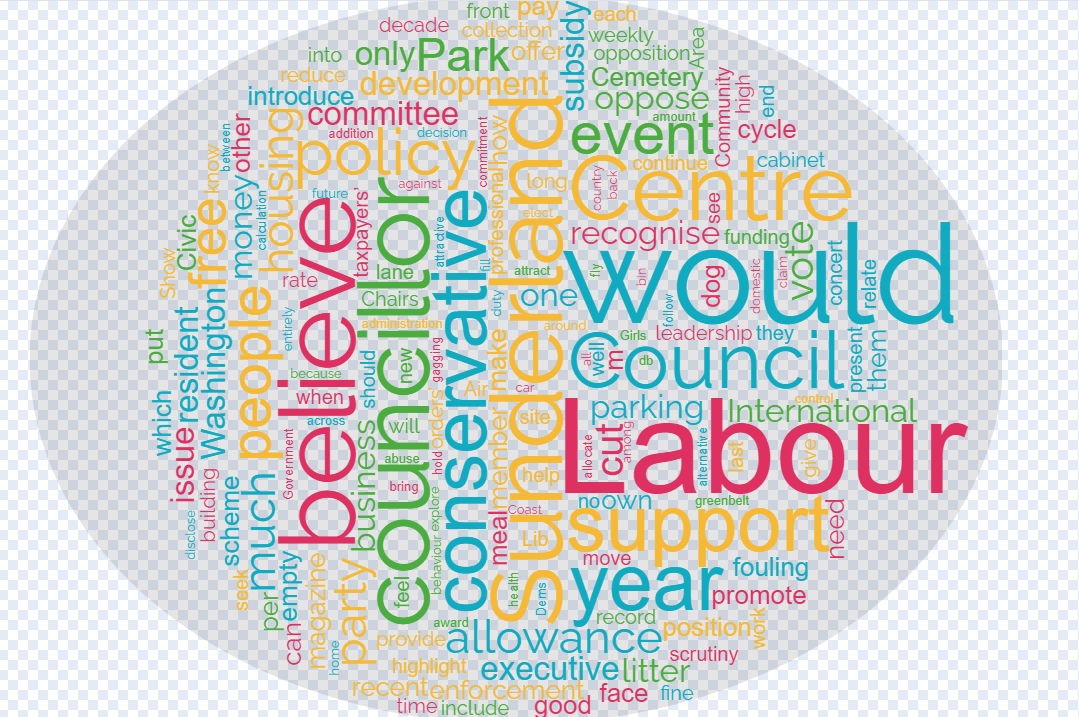 front
pay
each
decade
collection
subsidy
weekly
into
only
Park
offer
opposition
Area
reduce
development
Cemetery
introduce
oppose
Community
high
end
committee
amount
event
cycle
addition
decision
commitment
how
between
other
housing
policy
know
continue
cabinet
Centre
against
long
country
back
see
future
money
free
calculation
believe
taxpayers'
councillor
conservative
attractive
professional
elect
Sunderland
Civic
recognise
funding
vote
Show
rate
lane
fill
attract
would
fly
bin
dog
domestic
claim
concert
relate
Chairs
duty
one
follow
resident
Washington
people
entirely
administration
around
put
new
gagging
make
Girls
leadership
they
Council
all
well
m
db
present
them
because
should
when
Air
car
control
which
across
orders
member
site
parking
International
Labour
issue
Government
business
will
hold
allocate
cut
among
alternative
last
give
abuse
help
building
much
bring
explore
no
own
greenbelt
scheme
Coast
support
need
disclose
meal
Lib
behaviour
move
fouling
seek
empty
feel
health
Dems
year
promote
per
magazine
party
award
record
position
work
can
home
provide
allowance
scrutiny
highlight
executive
litter
recent
enforcement
face
fine
time
include
good